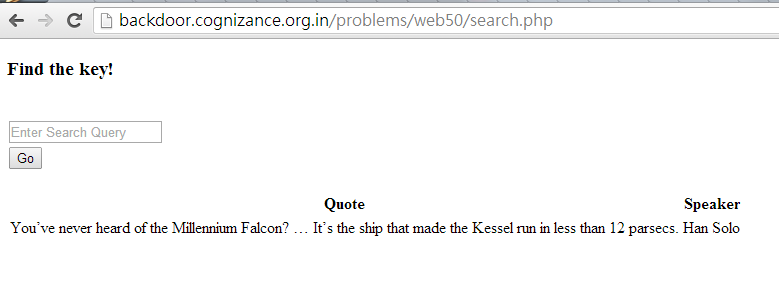 backdoor.cognizance.org.in/problems/web50/search.php
Find the key!
Enter Search Query
Go
Quote Speaker
You’ve never heard of the Millennium Falcon? … It’s the ship that made the Kessel run in less than 12 parsecs. Han Solo